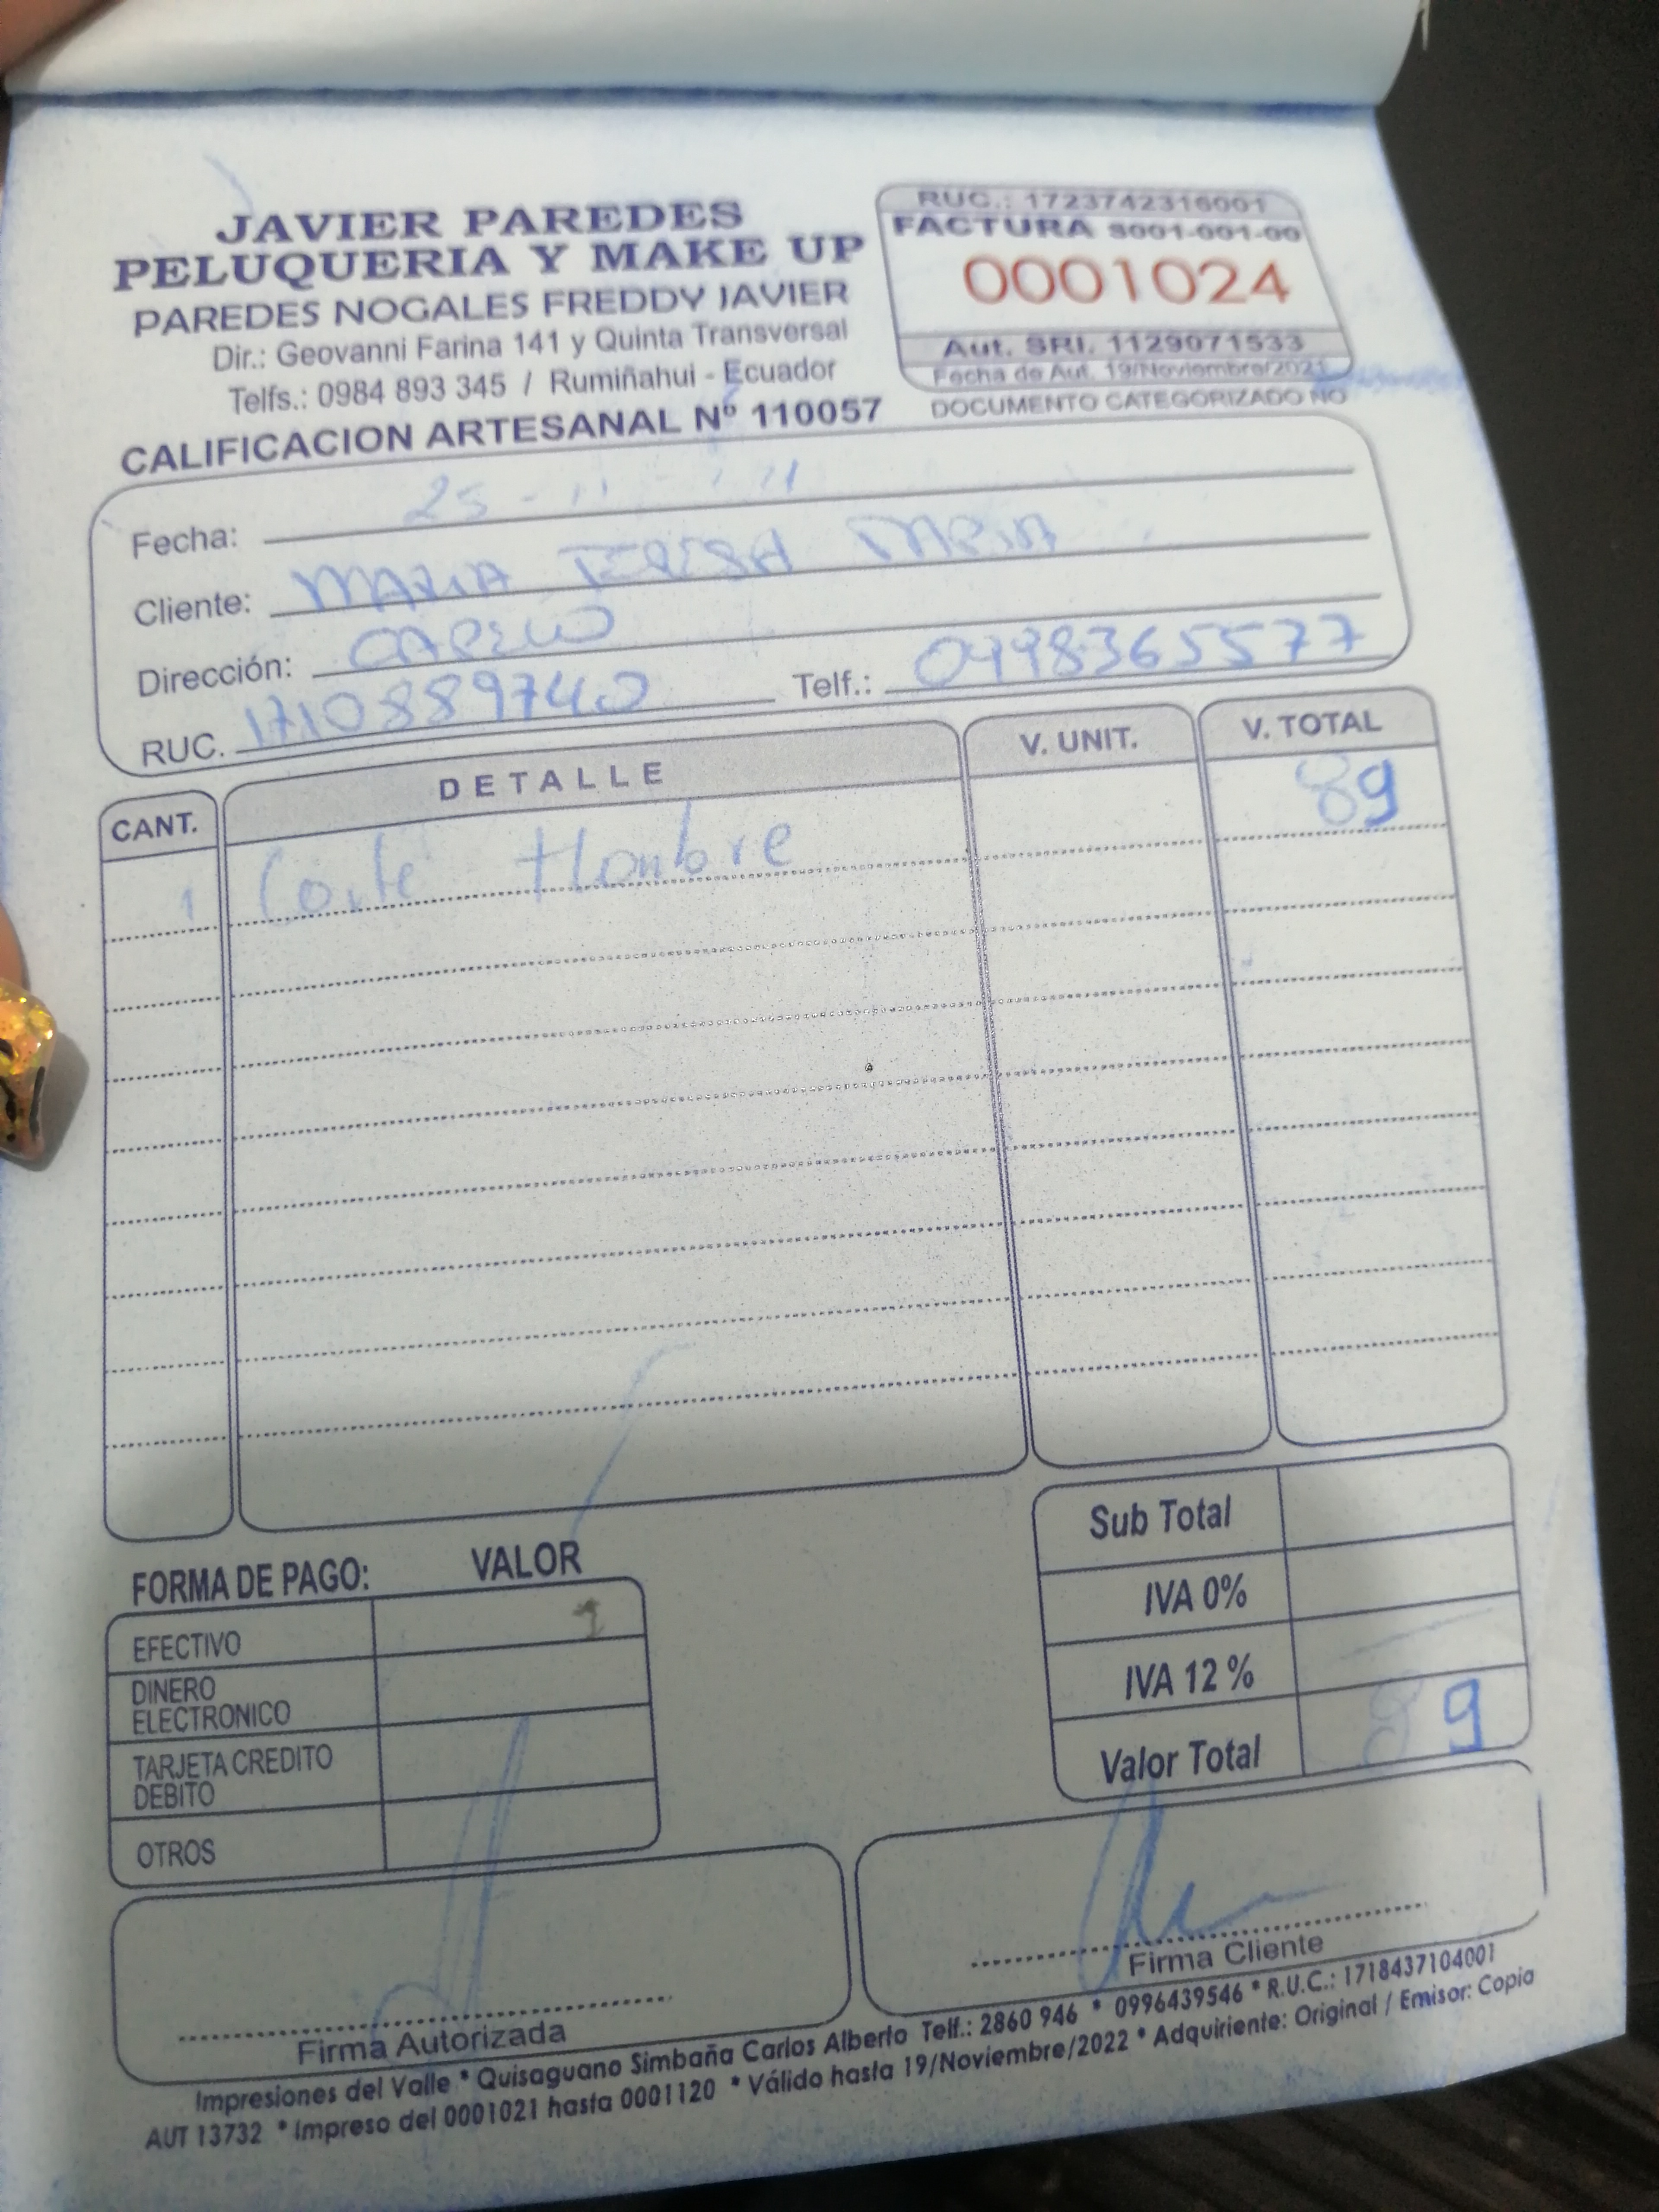 JAVIER PAREDES
PELUQUERIA Y MAKE UP
PAREDES NOGALES FREDDY JAVIER
Dir.: Geovanni Farina 141 y Quinta Transversal
Telfs.: 0984 893 345 / Rumiñahui - Ecuador
CALIFICACION ARTESANAL Nº 110057
RUC.: 1723742316001
FACTURA S001-001-00
0001024
Aut. SRI. 1129071533
Fecha de Aut. 19/Noviembre/2021
DOCUMENTO CATEGORIZADO NO
Fecha: 25 - 11 -
Cliente: MARIA TERESA TAPIA
Dirección: CAPELO
RUC. 1710889740 Telf.: 0998365577
CANT. DETALLE V. UNIT. V. TOTAL
1 Corte Hombre 89
Sub Total
IVA 0%
IVA 12 %
Valor Total 89
FORMA DE PAGO: VALOR
EFECTIVO
DINERO
ELECTRONICO
TARJETA CREDITO
DEBITO
OTROS
Firma Autorizada
Firma Cliente
Impresiones del Valle * Quisaguano Simbaña Carlos Alberto Telf.: 2860 946 * 0996439546 * R.U.C.: 1718437104001
AUT 13732 * Impreso del 0001021 hasta 0001120 * Válido hasta 19/Noviembre/2022 * Adquiriente: Original / Emisor: Copia